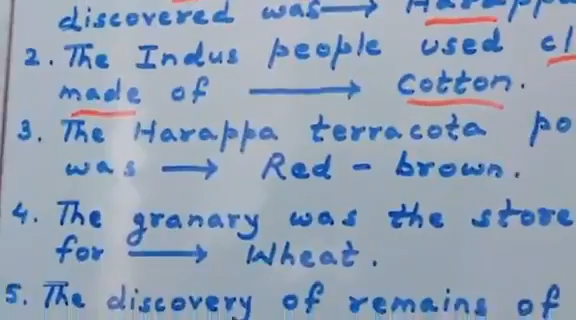 discovered was →
2. The Indus people used
made of → Cotton.
3. The Harappa terracota
was → Red - brown.
4. The granary was the store
for → Wheat.
5. The discovery of remains of